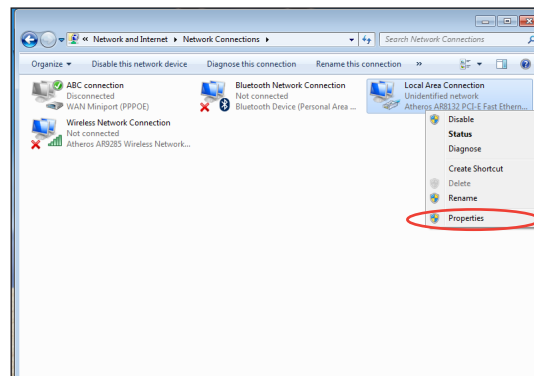 « Network and Internet ▸ Network Connections ▸
Search Network Connections
Organize ▾ Disable this network device Diagnose this connection Rename this connection »
ABC connection
Disconnected
WAN Miniport (PPPOE)
Bluetooth Network Connection
Not connected
Bluetooth Device (Personal Area ...
Local Area Connection
Unidentified network
Atheros AR8132 PCI-E Fast Ethern...
Wireless Network Connection
Not connected
Atheros AR9285 Wireless Network...
Disable
Status
Diagnose
Create Shortcut
Delete
Rename
Properties